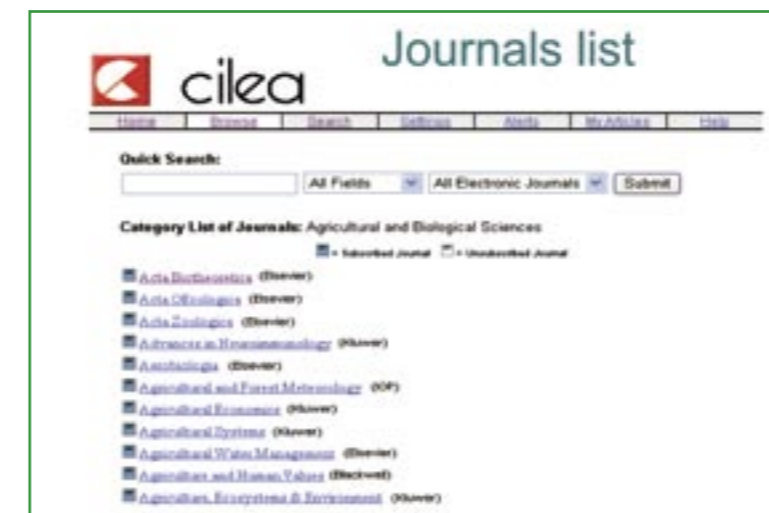 Journals list
cilea
Home Browse Search Settings Alerts My Articles Help
Quick Search:
All Fields All Electronic Journals Submit
Category List of Journals: Agricultural and Biological Sciences
= Subscribed Journal = Unsubscribed Journal
Acta Biotheoretica (Elsevier)
Acta OEcologica (Elsevier)
Acta Zoologica (Elsevier)
Advances in Neuroimmunology (Kluwer)
Aerobiologia (Elsevier)
Agricultural and Forest Meteorology (IOP)
Agricultural Economics (Kluwer)
Agricultural Systems (Kluwer)
Agricultural Water Management (Elsevier)
Agriculture and Human Values (Blackwell)
Agriculture, Ecosystems & Environment (Kluwer)